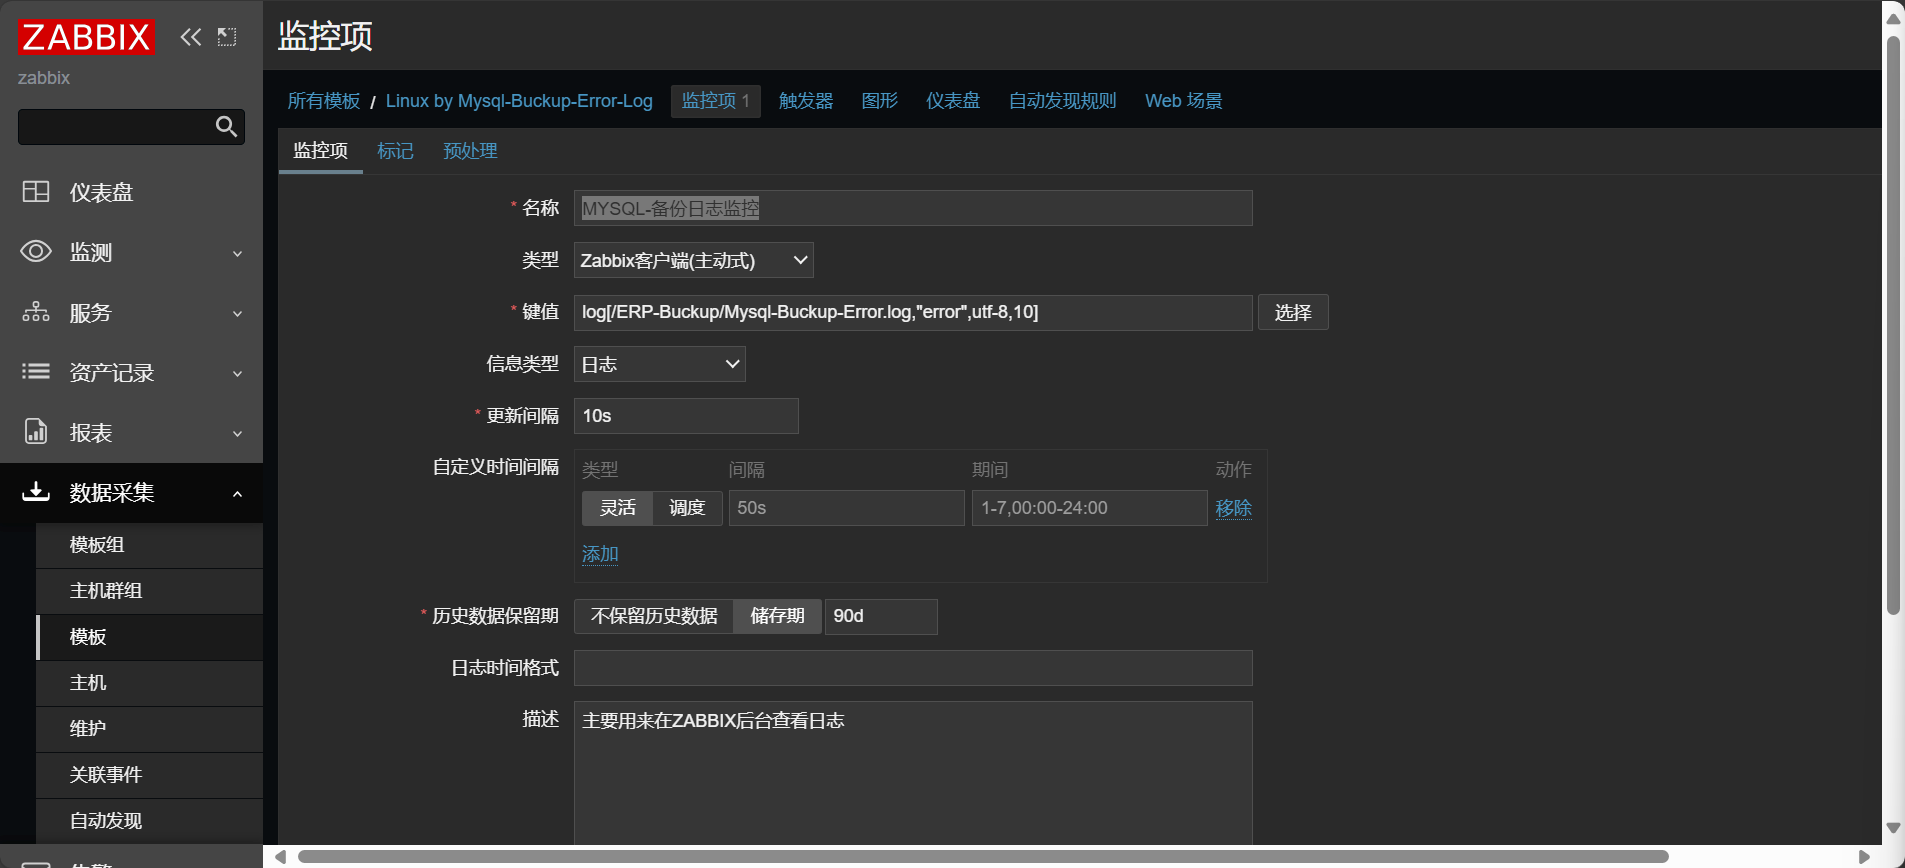 ZABBIX
zabbix
仪表盘
监测
服务
资产记录
报表
数据采集
模板组
主机群组
模板
主机
维护
关联事件
自动发现
监控项
所有模板 / Linux by Mysql-Buckup-Error-Log 监控项 1 触发器 图形 仪表盘 自动发现规则 Web 场景
监控项 标记 预处理
* 名称 MYSQL-备份日志监控
类型 Zabbix客户端(主动式)
* 键值 log[/ERP-Buckup/Mysql-Buckup-Error.log,"error",utf-8,10] 选择
信息类型 日志
* 更新间隔 10s
自定义时间间隔 类型 间隔 期间 动作
灵活 调度 50s 1-7,00:00-24:00 移除
添加
* 历史数据保留期 不保留历史数据 储存期 90d
日志时间格式
描述 主要用来在ZABBIX后台查看日志